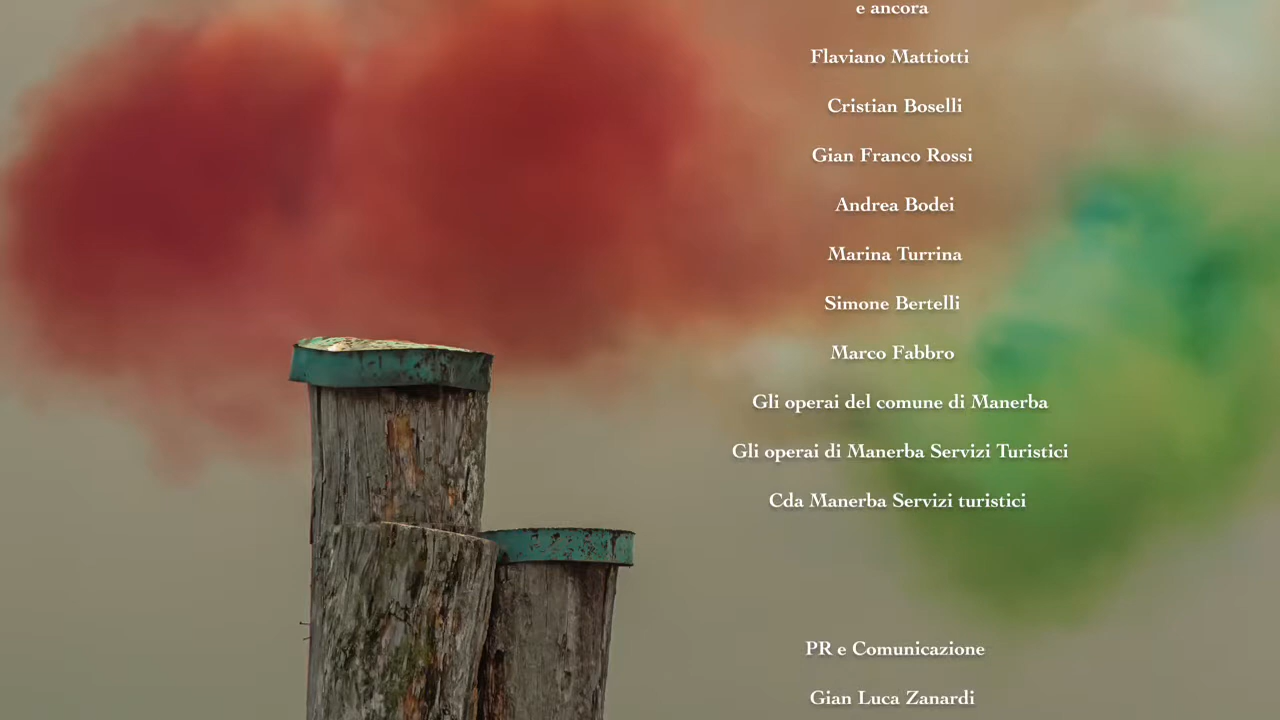 e ancora
Flaviano Mattiotti
Cristian Boselli
Gian Franco Rossi
Andrea Bodei
Marina Turrina
Simone Bertelli
Marco Fabbro
Gli operai del comune di Manerba
Gli operai di Manerba Servizi Turistici
Cda Manerba Servizi turistici
PR e Comunicazione
Gian Luca Zanardi